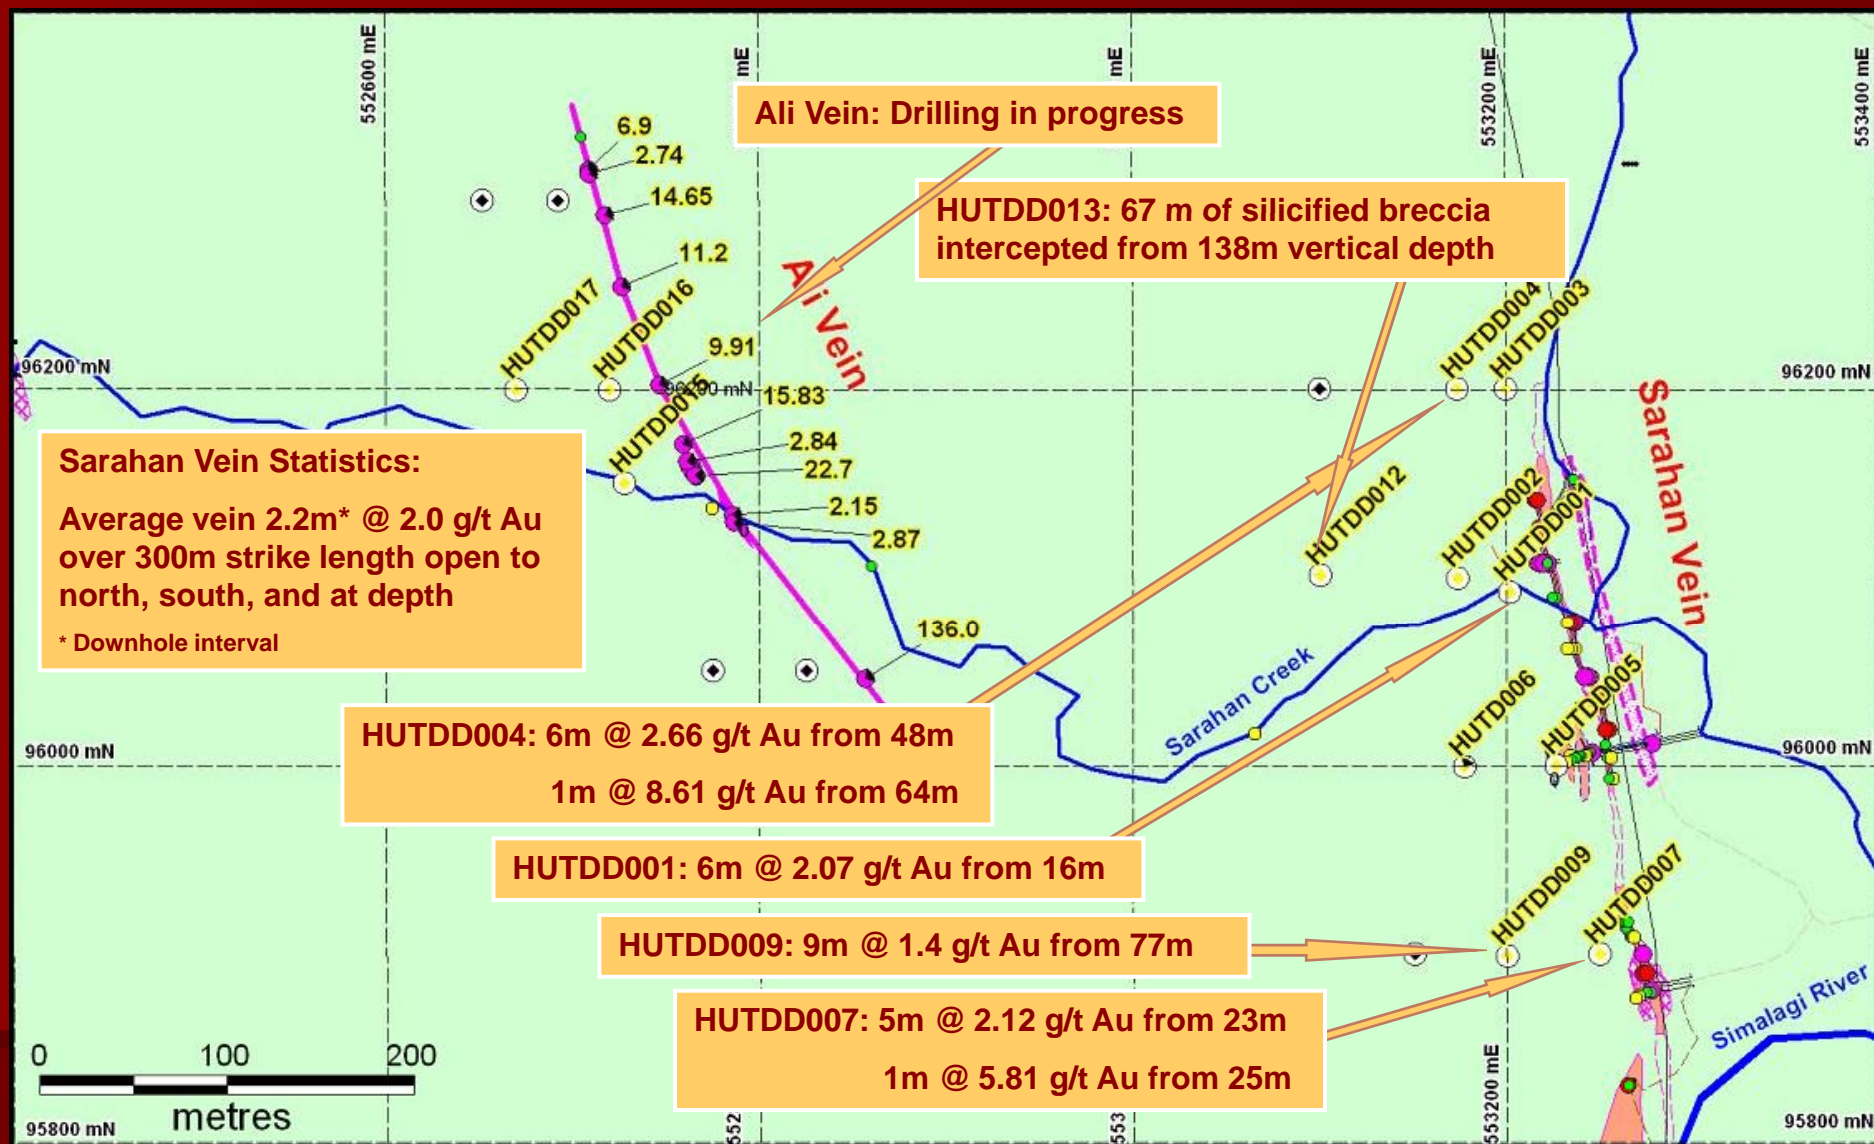 552600 mE
mE
mE
553200 mE
553400 mE
Ali Vein: Drilling in progress
6.9
2.74
14.65
11.2
9.91
15.83
2.84
22.7
2.15
2.87
136.0
HUTDD013: 67 m of silicified breccia
intercepted from 138m vertical depth
Ali Vein
HUTDD017
HUTDD016
HUTDD004
HUTDD003
96200 mN
96200 mN
96200 mN
Sarahan Vein
HUTDD012
HUTDD002
HUTDD001
Sarahan Vein Statistics:
Average vein 2.2m* @ 2.0 g/t Au
over 300m strike length open to
north, south, and at depth
* Downhole interval
Sarahan Creek
HUTD006
HUTDD005
0
0
96000 mN
96000 mN
HUTDD004: 6m @ 2.66 g/t Au from 48m
1m @ 8.61 g/t Au from 64m
HUTDD001: 6m @ 2.07 g/t Au from 16m
HUTDD009
HUTDD007
HUTDD009: 9m @ 1.4 g/t Au from 77m
HUTDD007: 5m @ 2.12 g/t Au from 23m
1m @ 5.81 g/t Au from 25m
Simalagi River
0 100 200
metres
552
553
553200 mE
95800 mN
95800 mN